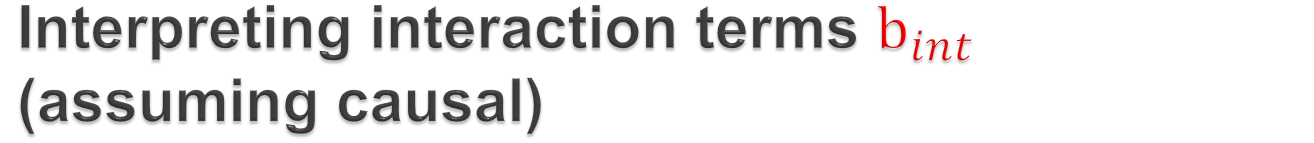 Interpreting interaction terms b_int
(assuming causal)